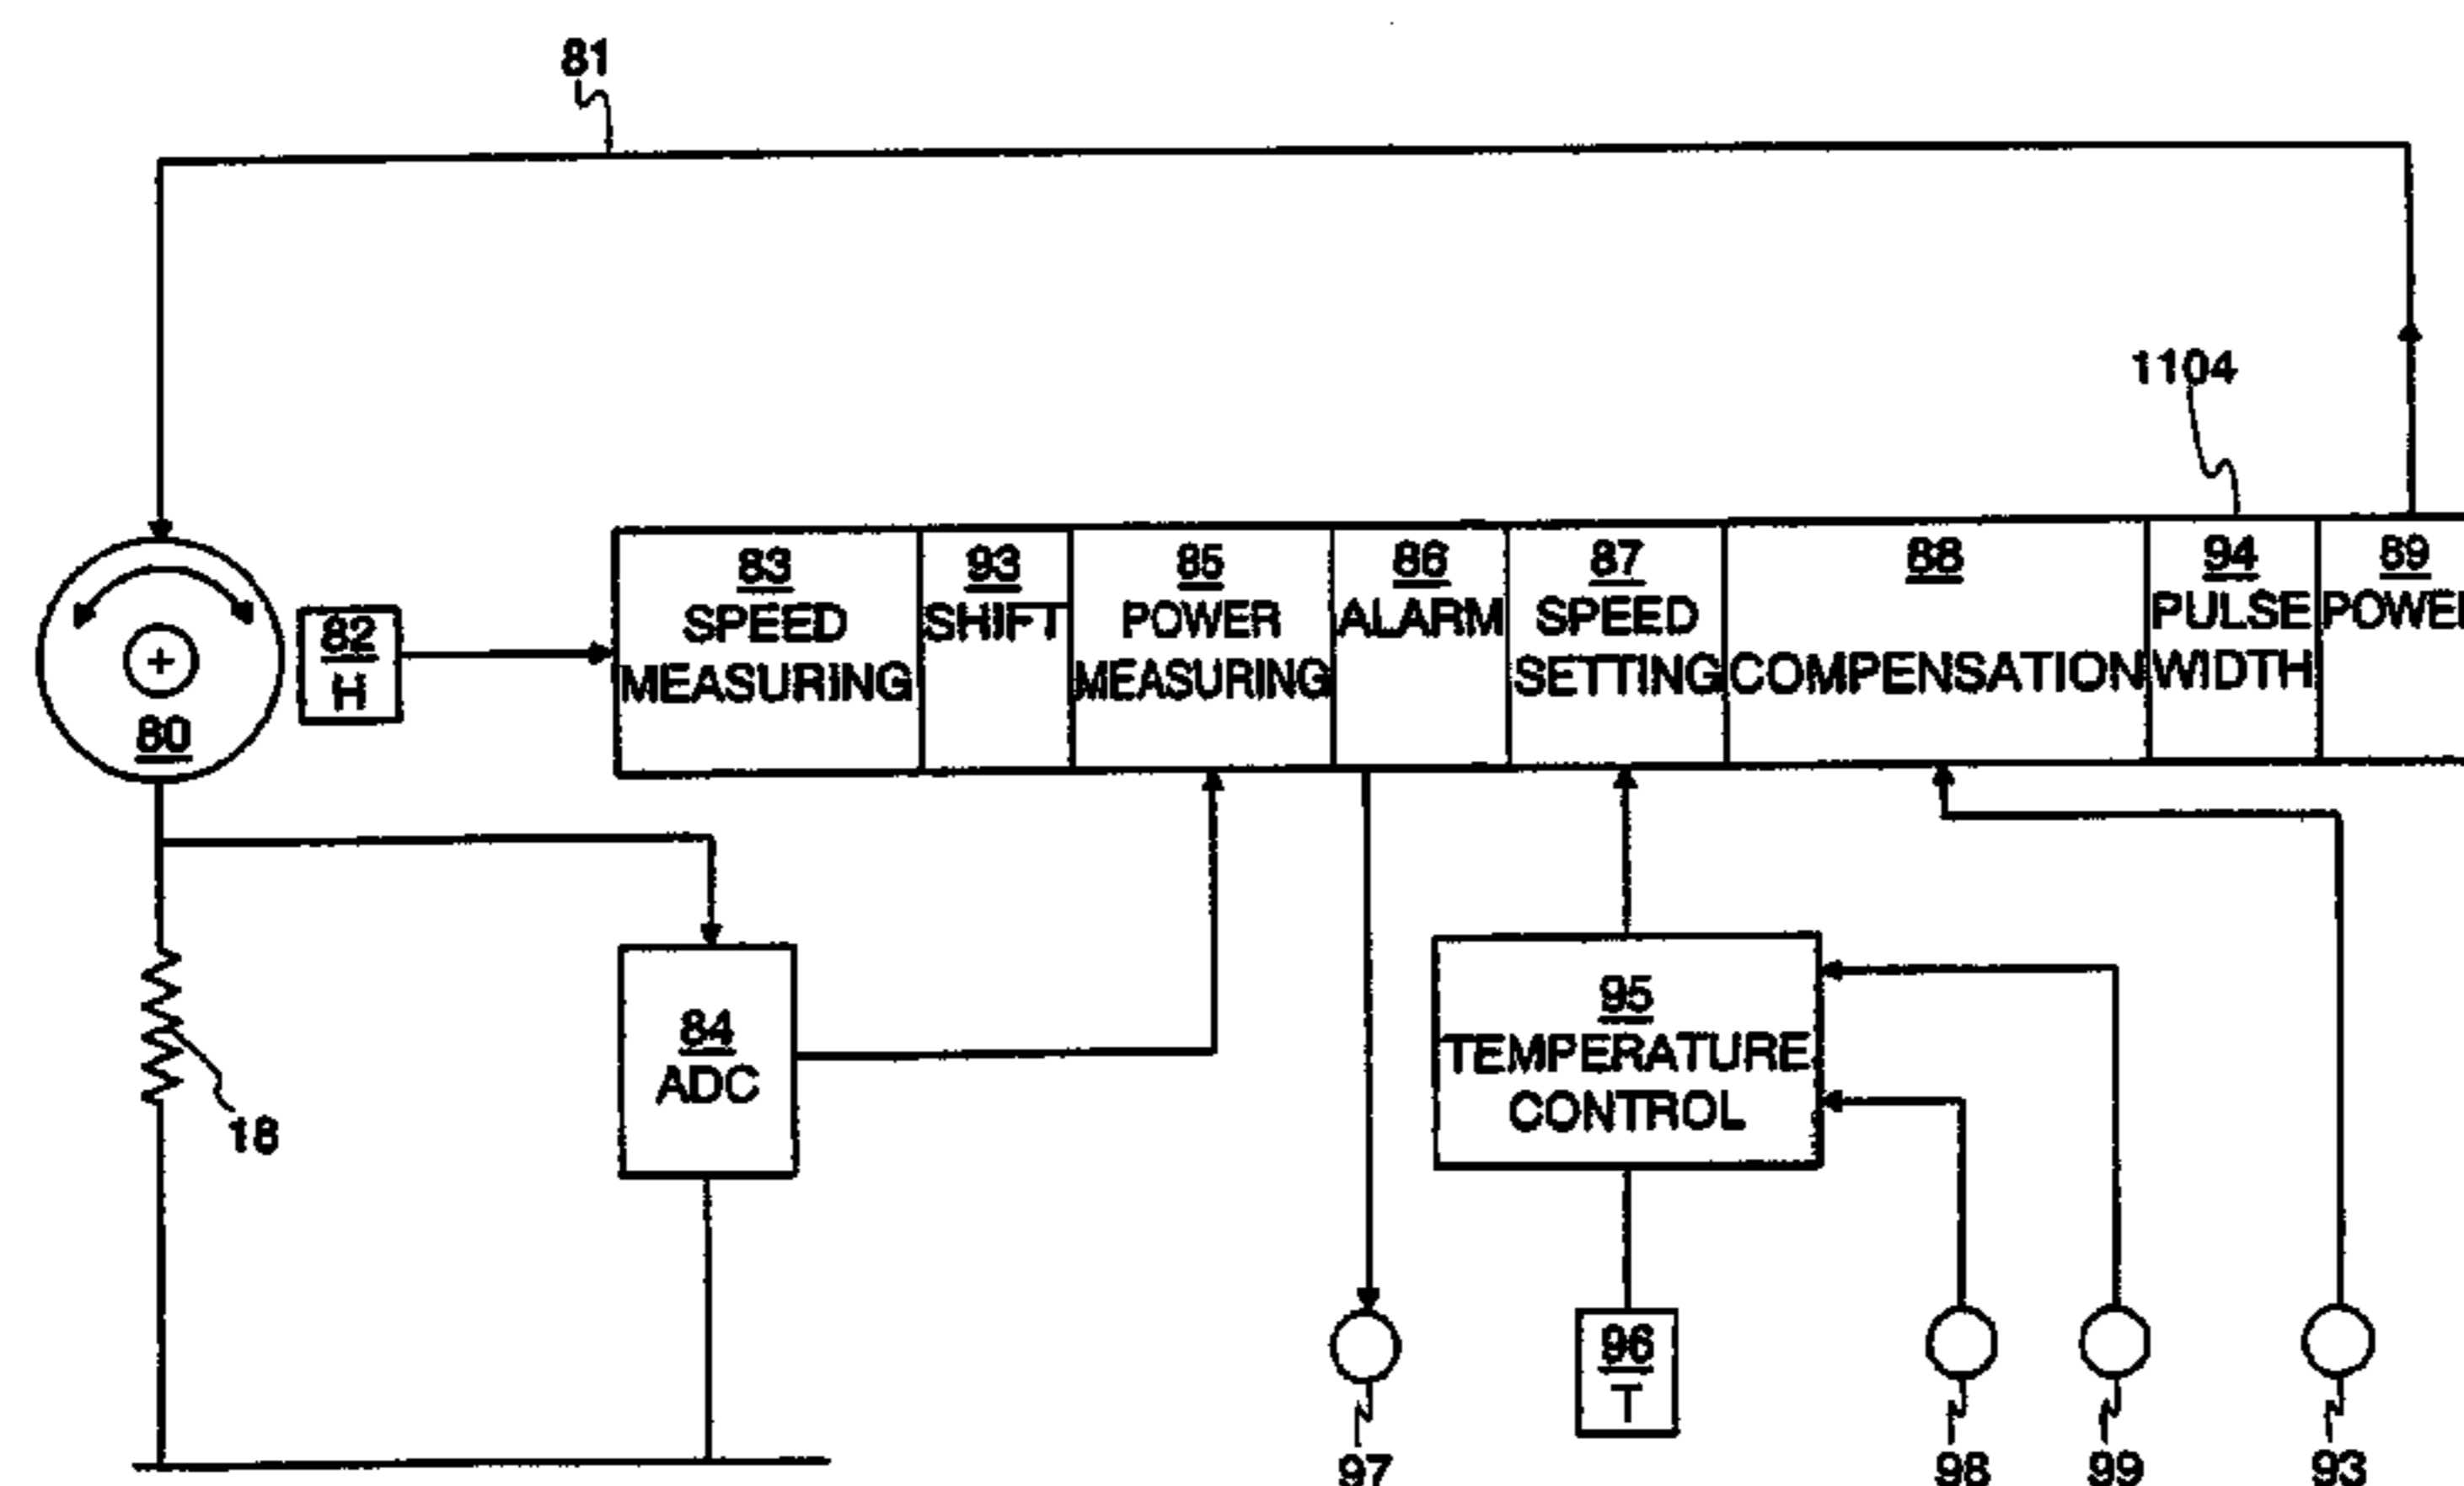 81
1104
83
SPEED
MEASURING
93
SHIFT
85
POWER
MEASURING
86
ALARM
87
SPEED
SETTING
88
COMPENSATION
94
PULSE
WIDTH
89
POWER
82
H
80
84
ADC
18
95
TEMPERATURE
CONTROL
96
T
97
98
99
93